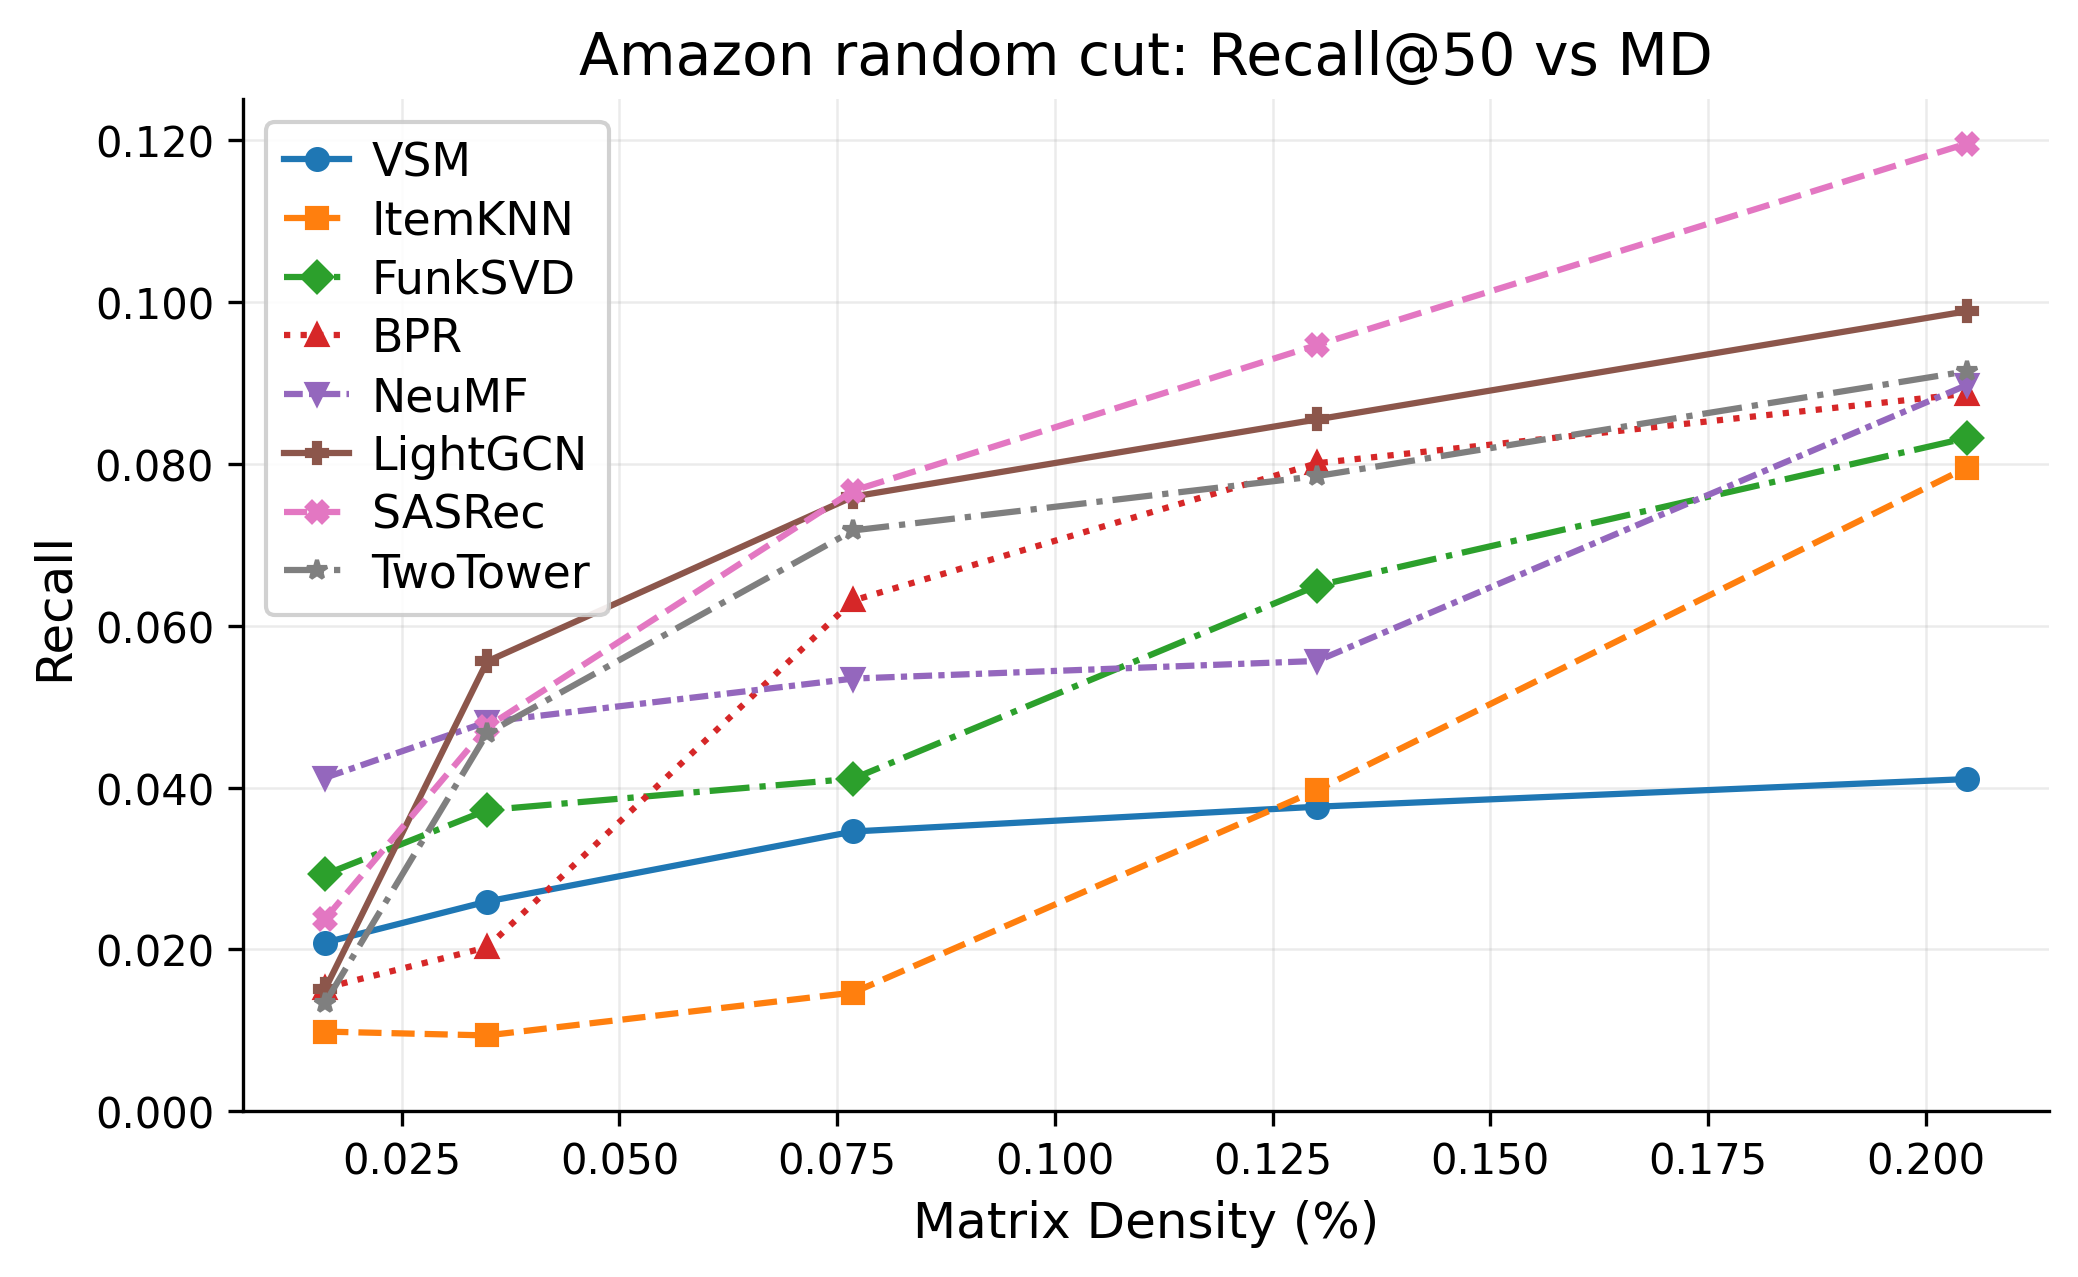 Amazon random cut: Recall@50 vs MD
0.120
0.100
0.080
0.060
0.040
0.020
0.000
Recall
VSM
ItemKNN
FunkSVD
BPR
NeuMF
LightGCN
SASRec
TwoTower
0.025 0.050 0.075 0.100 0.125 0.150 0.175 0.200
Matrix Density (%)